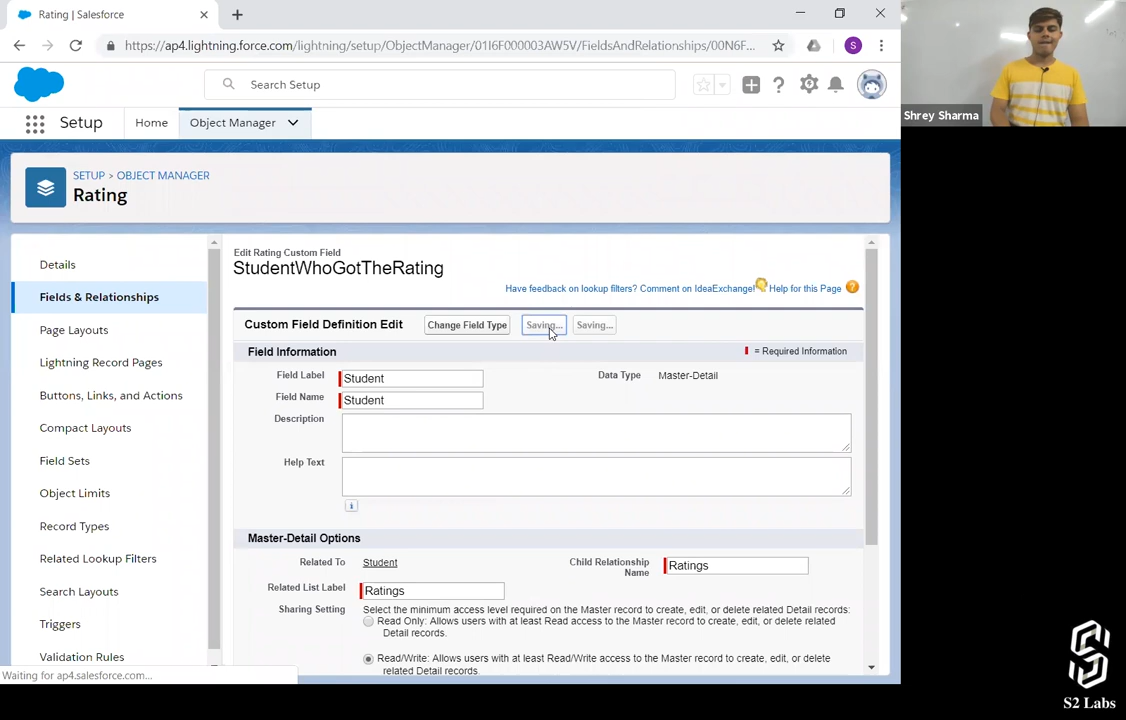 Rating | Salesforce
https://ap4.lightning.force.com/lightning/setup/ObjectManager/01I6F000003AW5V/FieldsAndRelationships/00N6F...
S
Search Setup
Setup
Home
Object Manager
Shrey Sharma
SETUP > OBJECT MANAGER
Rating
Details
Fields & Relationships
Page Layouts
Lightning Record Pages
Buttons, Links, and Actions
Compact Layouts
Field Sets
Object Limits
Record Types
Related Lookup Filters
Search Layouts
Triggers
Validation Rules
Edit Rating Custom Field
StudentWhoGotTheRating
Have feedback on lookup filters? Comment on IdeaExchange! Help for this Page ?
Custom Field Definition Edit
Change Field Type
Saving...
Saving...
Field Information
= Required Information
Field Label Student
Data Type Master-Detail
Field Name Student
Description
Help Text
i
Master-Detail Options
Related To Student
Child Relationship
Name
Ratings
Related List Label Ratings
Sharing Setting Select the minimum access level required on the Master record to create, edit, or delete related Detail records:
Read Only: Allows users with at least Read access to the Master record to create, edit, or delete related
Detail records.
Read/Write: Allows users with at least Read/Write access to the Master record to create, edit, or delete
related Detail records.
Waiting for ap4.salesforce.com...
S2 Labs